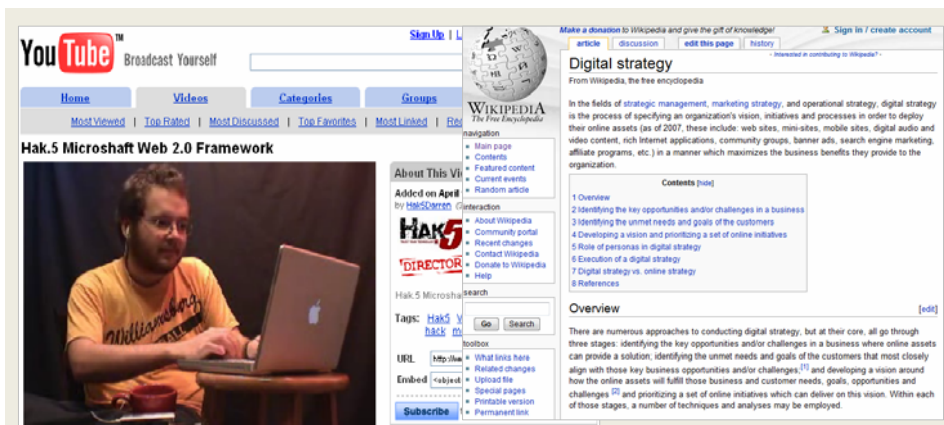 You Tube TM
Broadcast Yourself
Sign Up | L
Home Videos Categories Groups
Most Viewed | Top Rated | Most Discussed | Top Favorites | Most Linked | Rec
Hak.5 Microshaft Web 2.0 Framework
Williamsburg
About This Vi
Added on April
by Hak5Darren
HAK5
DIRECTOR
Hak.5 Microsha
Tags: Hak5
hack
URL
Embed <object
Subscribe
WIKIPEDIA
The Free Encyclopedia
navigation
Main page
Contents
Featured content
Current events
Random article
interaction
About Wikipedia
Community portal
Recent changes
Contact Wikipedia
Donate to Wikipedia
Help
search
Go Search
toolbox
What links here
Related changes
Upload file
Special pages
Printable version
Permanent link
Make a donation to Wikipedia and give the gift of knowledge!
Sign in / create account
article discussion edit this page history
- Interested in contributing to Wikipedia? -
Digital strategy
From Wikipedia, the free encyclopedia
In the fields of strategic management, marketing strategy, and operational strategy, digital strategy
is the process of specifying an organization's vision, initiatives and processes in order to deploy
their online assets (as of 2007, these include: web sites, mini-sites, mobile sites, digital audio and
video content, rich Internet applications, community groups, banner ads, search engine marketing,
affiliate programs, etc.) in a manner which maximizes the business benefits they provide to the
organization.
Contents [hide]
1 Overview
2 Identifying the key opportunities and/or challenges in a business
3 Identifying the unmet needs and goals of the customers
4 Developing a vision and prioritizing a set of online initiatives
5 Role of personas in digital strategy
6 Execution of a digital strategy
7 Digital strategy vs. online strategy
8 References
Overview [edit]
There are numerous approaches to conducting digital strategy, but at their core, all go through
three stages: identifying the key opportunities and/or challenges in a business where online assets
can provide a solution; identifying the unmet needs and goals of the customers that most closely
align with those key business opportunities and/or challenges;[1] and developing a vision around
how the online assets will fulfill those business and customer needs, goals, opportunities and
challenges [2] and prioritizing a set of online initiatives which can deliver on this vision. Within each
of those stages, a number of techniques and analyses may be employed.